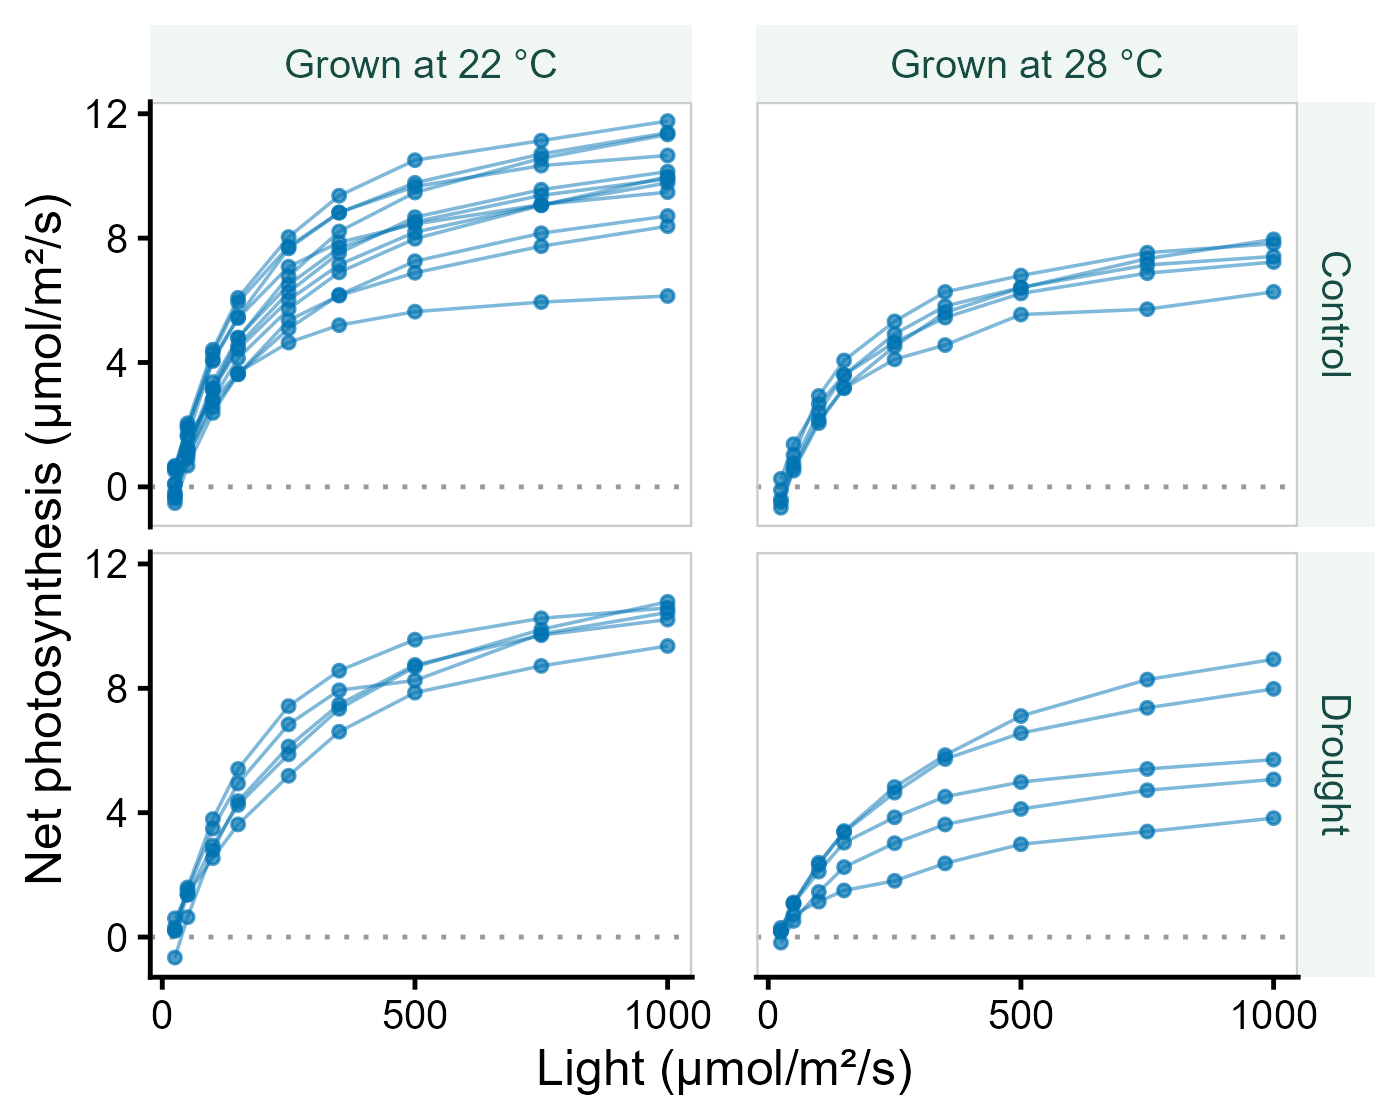 Grown at 22 °C
Grown at 28 °C
12
8
4
0
Control
12
8
4
0
Drought
0
500
1000
0
500
1000
Light (µmol/m²/s)
Net photosynthesis (µmol/m²/s)